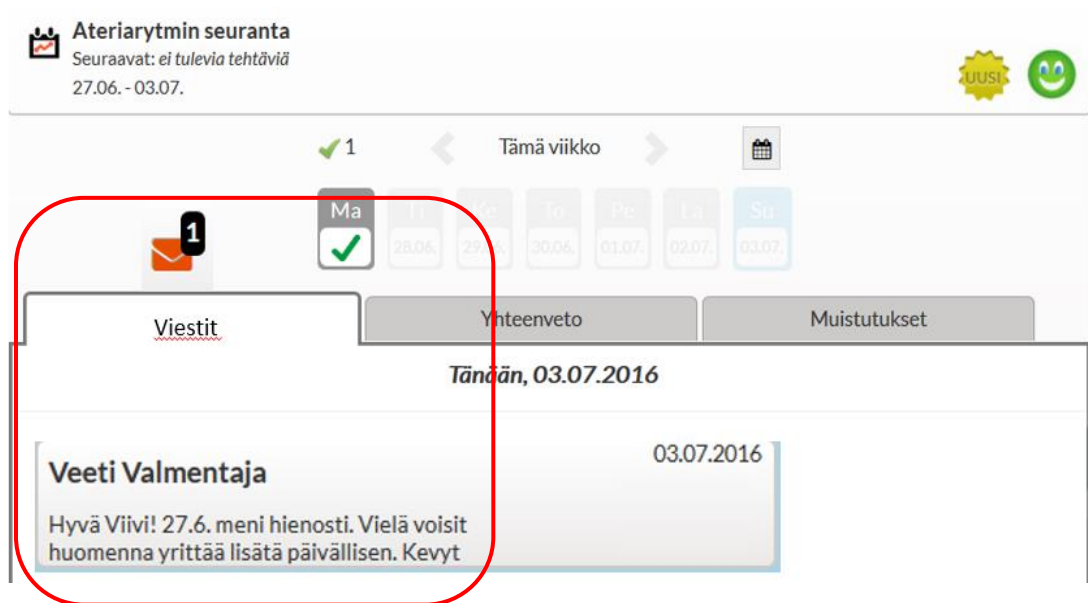 Ateriarytmin seuranta
Seuraavat: ei tulevia tehtäviä
27.06. - 03.07.
UUSI
1 Tämä viikko
1
Ma Ti Ke To Pe La Su
28.06. 29.06. 30.06. 01.07. 02.07. 03.07.
Viestit Yhteenveto Muistutukset
Tänään, 03.07.2016
Veeti Valmentaja 03.07.2016
Hyvä Viivi! 27.6. meni hienosti. Vielä voisit
huomenna yrittää lisätä päivällisen. Kevyt